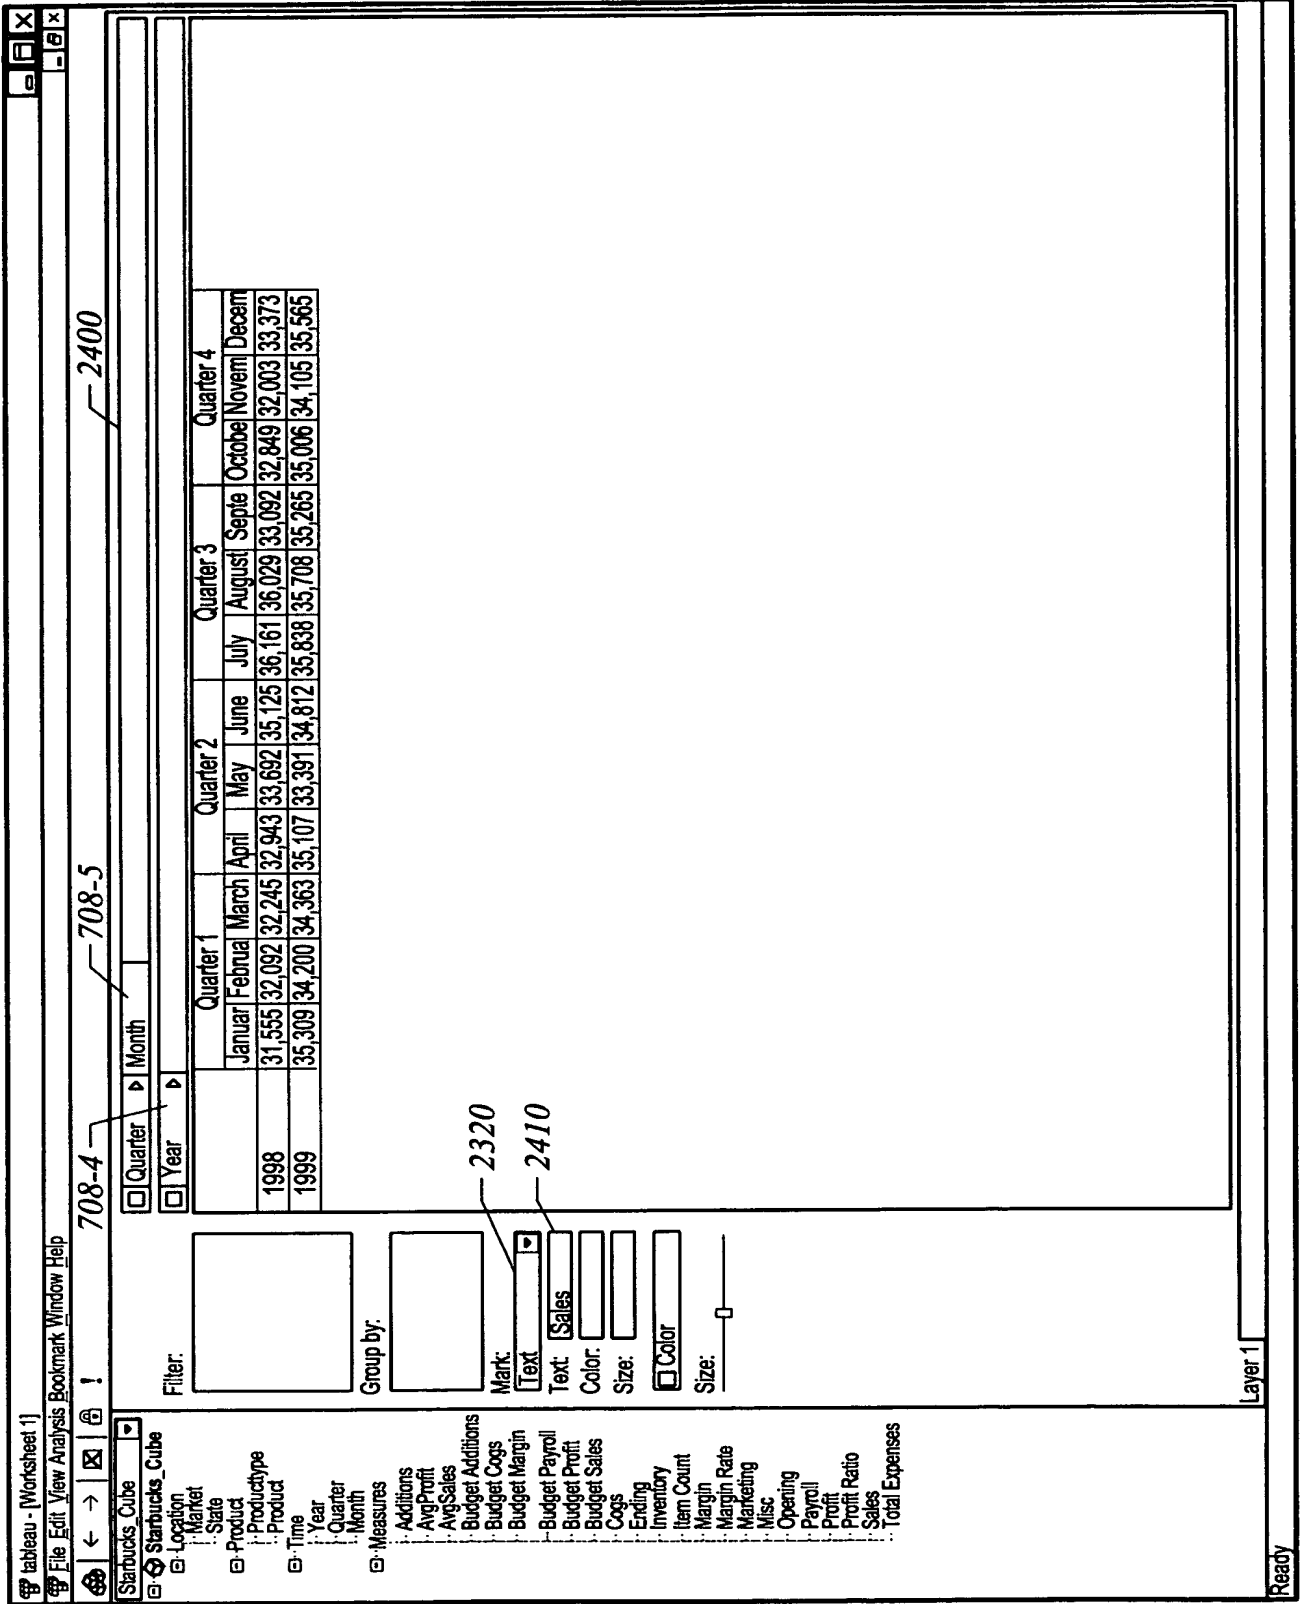 tableau - [Worksheet 1]
File Edit View Analysis Bookmark Window Help
708-4
708-5
2400
Starbucks_Cube
Starbucks_Cube
Location
Market
State
Product
Producttype
Product
Time
Year
Quarter
Month
Measures
Additions
AvgProfit
AvgSales
Budget Additions
Budget Cogs
Budget Margin
Budget Payroll
Budget Profit
Budget Sales
Cogs
Ending
Inventory
Item Count
Margin
Margin Rate
Marketing
Misc
Opening
Payroll
Profit
Profit Ratio
Sales
Total Expenses
Filter:
Group by:
Mark:
Text
Text: Sales
Color:
Size:
Color
Size:
2320
2410
Quarter Month
Year
Quarter 1 Quarter 2 Quarter 3 Quarter 4
Januar Februa March April May June July August Septe Octobe Novem Decem
1998 31,555 32,092 32,245 32,943 33,692 35,125 36,161 36,029 33,092 32,849 32,003 33,373
1999 35,309 34,200 34,363 35,107 33,391 34,812 35,838 35,708 35,265 35,006 34,105 35,565
Layer 1
Ready